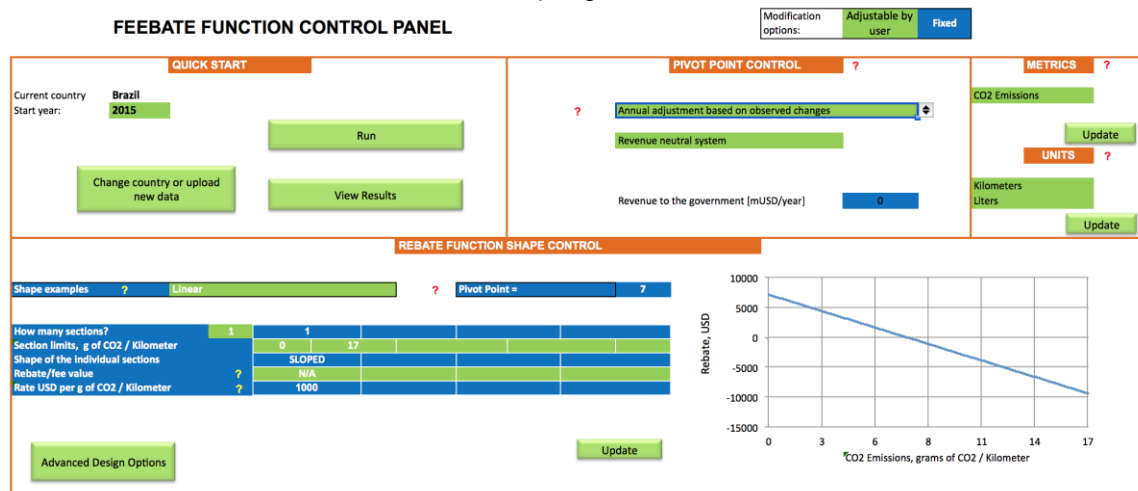 FEEBATE FUNCTION CONTROL PANEL
Modification options:
Adjustable by user
Fixed
QUICK START
Current country Brazil
Start year: 2015
Run
Change country or upload new data
View Results
PIVOT POINT CONTROL ?
? Annual adjustment based on observed changes
Revenue neutral system
Revenue to the government [mUSD/year] 0
METRICS ?
CO2 Emissions
Update
UNITS ?
Kilometers
Liters
Update
REBATE FUNCTION SHAPE CONTROL
Shape examples ? Linear ? Pivot Point = 7
How many sections? 1 1
Section limits, g of CO2 / Kilometer 0 17
Shape of the individual sections SLOPED
Rebate/fee value ? N/A
Rate USD per g of CO2 / Kilometer ? 1000
Advanced Design Options
Update
Rebate, USD
10000
5000
0
-5000
-10000
-15000
0 3 6 8 11 14 17
CO2 Emissions, grams of CO2 / Kilometer